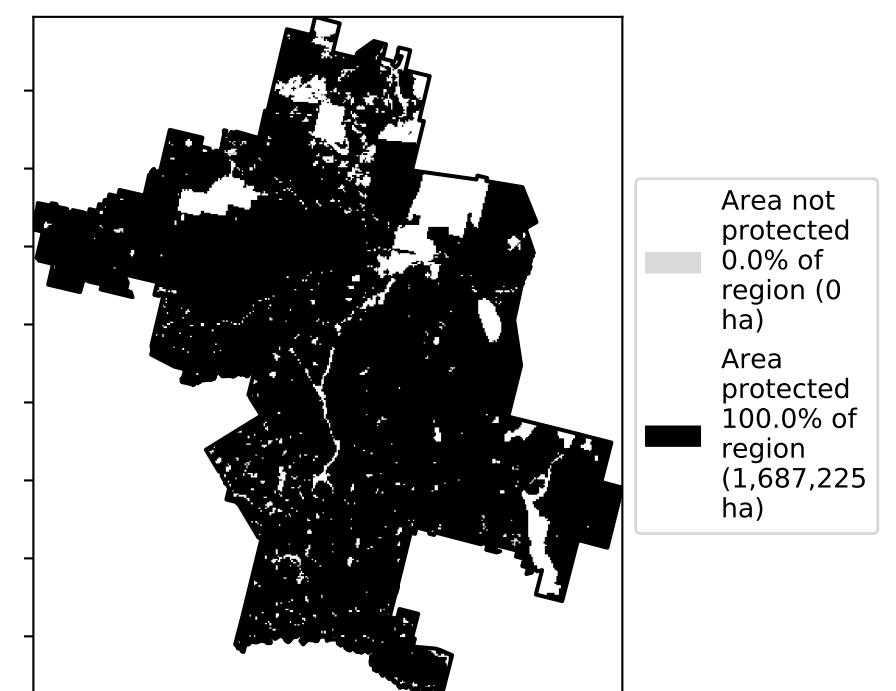 Area not
protected
0.0% of
region (0
ha)
Area
protected
100.0% of
region
(1,687,225
ha)